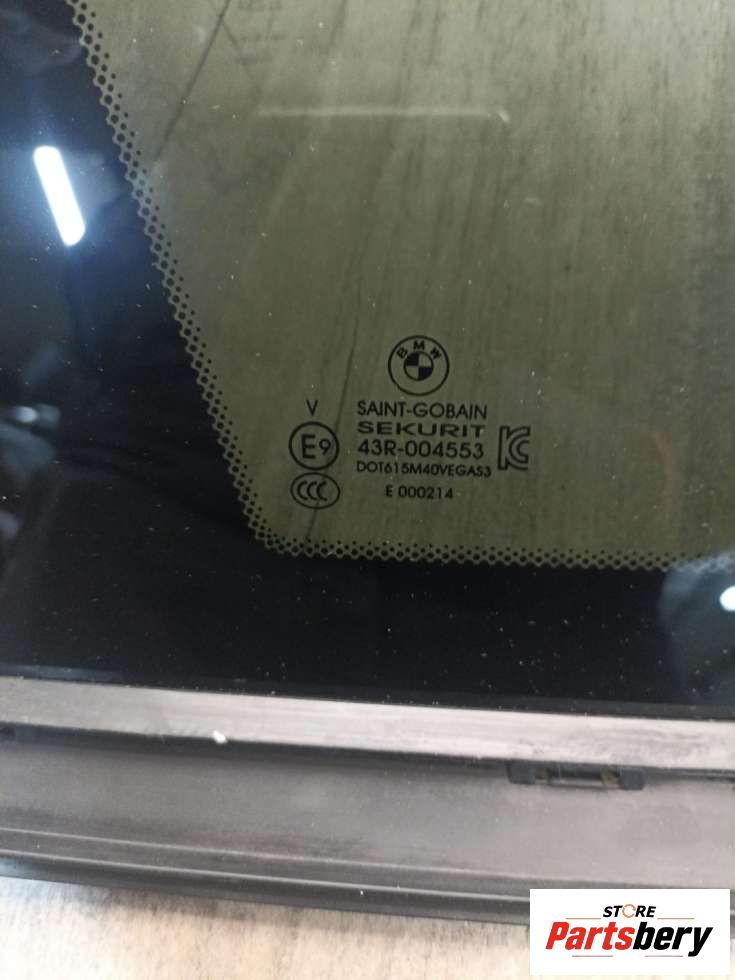 BMW
V
SAINT-GOBAIN
SEKURIT
E9 43R-004553 KC
DOT615M40VEGAS3
CCC E 000214
STORE
Partsbery